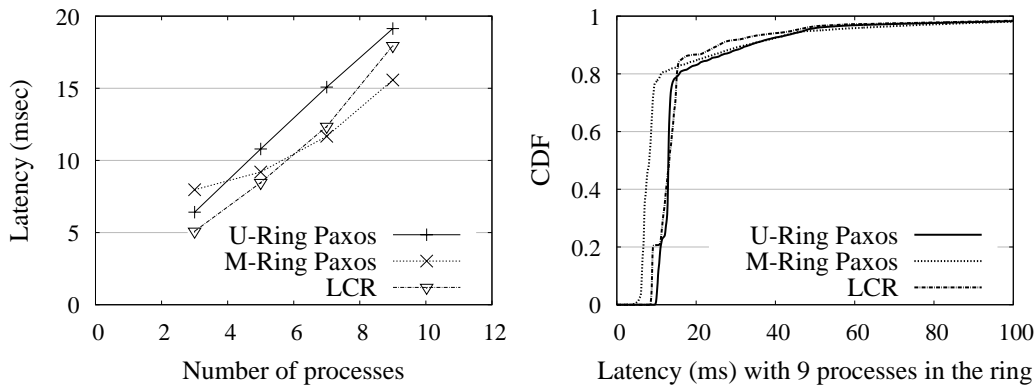 20
15
10
5
0
0 2 4 6 8 10 12
Latency (msec)
Number of processes
U-Ring Paxos
M-Ring Paxos
LCR
1
0.8
0.6
0.4
0.2
0
0 20 40 60 80 100
CDF
Latency (ms) with 9 processes in the ring
U-Ring Paxos
M-Ring Paxos
LCR